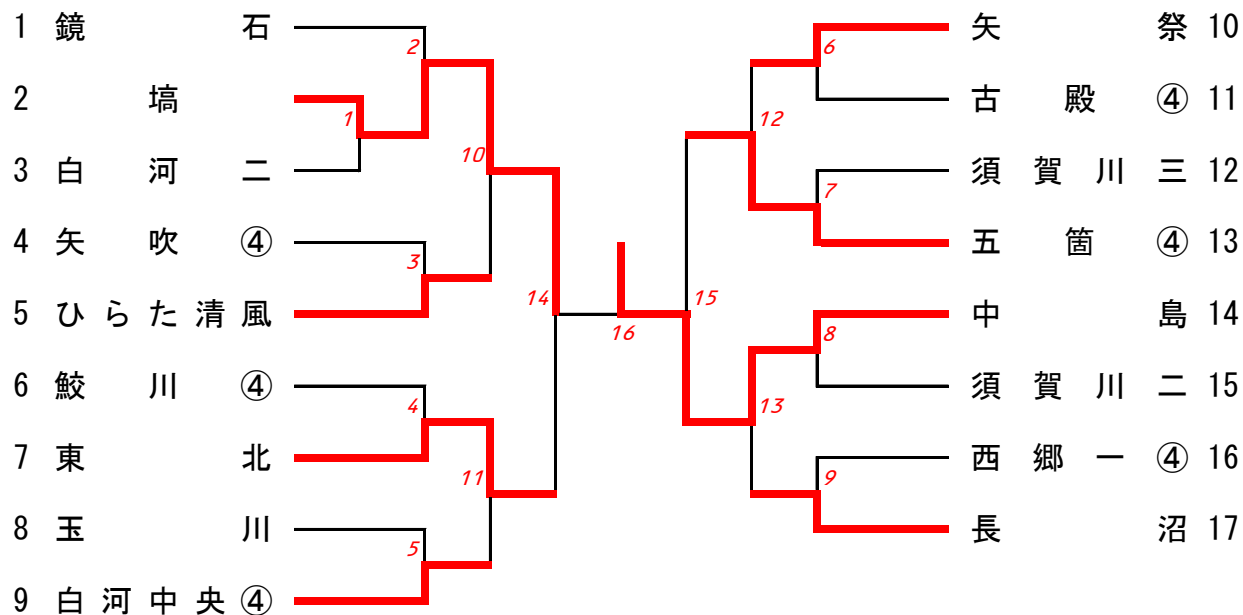 1 鏡石
2 塙
3 白河二
4 矢吹④
5 ひらた清風
6 鮫川④
7 東北
8 玉川
9 白河中央④
2
1
10
3
14
4
11
5
16
6
12
7
15
8
13
9
矢祭 10
古殿④ 11
須賀川三 12
五箇④ 13
中島 14
須賀川二 15
西郷一④ 16
長沼 17